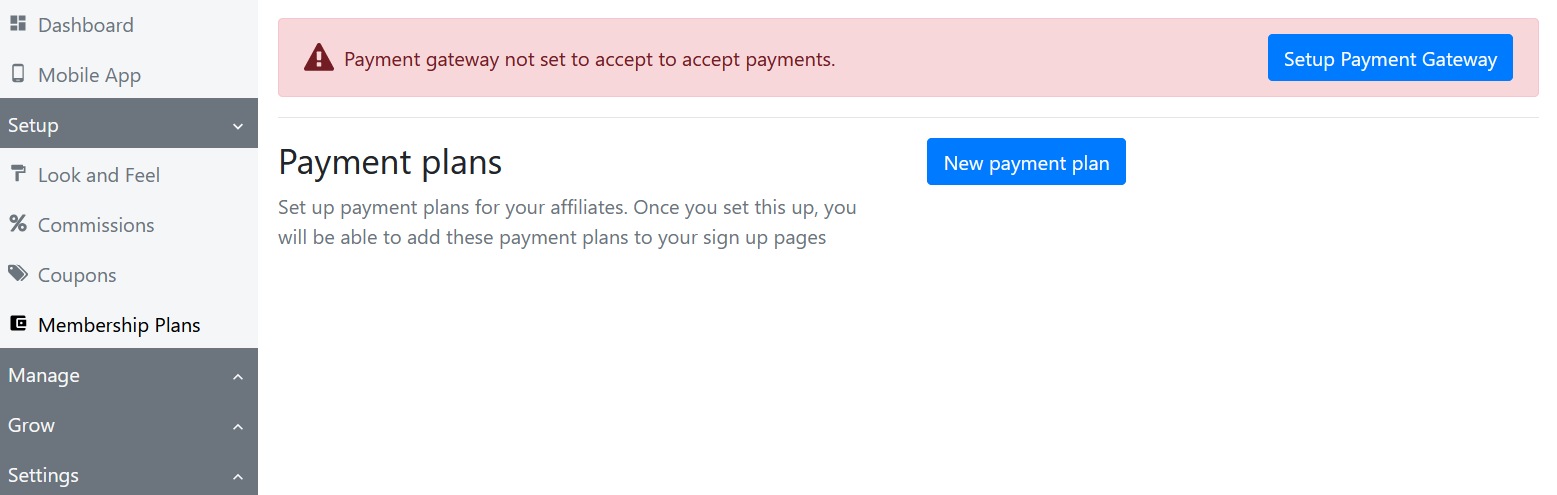 Dashboard
Mobile App
Setup
Look and Feel
Commissions
Coupons
Membership Plans
Manage
Grow
Settings
Payment gateway not set to accept to accept payments.
Setup Payment Gateway
Payment plans
New payment plan
Set up payment plans for your affiliates. Once you set this up, you
will be able to add these payment plans to your sign up pages